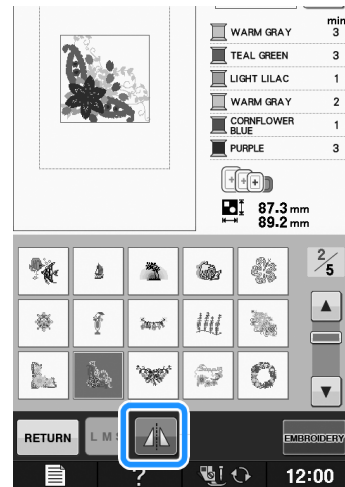 min
WARM GRAY 3
TEAL GREEN 3
LIGHT LILAC 1
WARM GRAY 2
CORNFLOWER
BLUE 1
PURPLE 3
87.3 mm
89.2 mm
2/5
RETURN L M S
EMBROIDERY
? 12:00